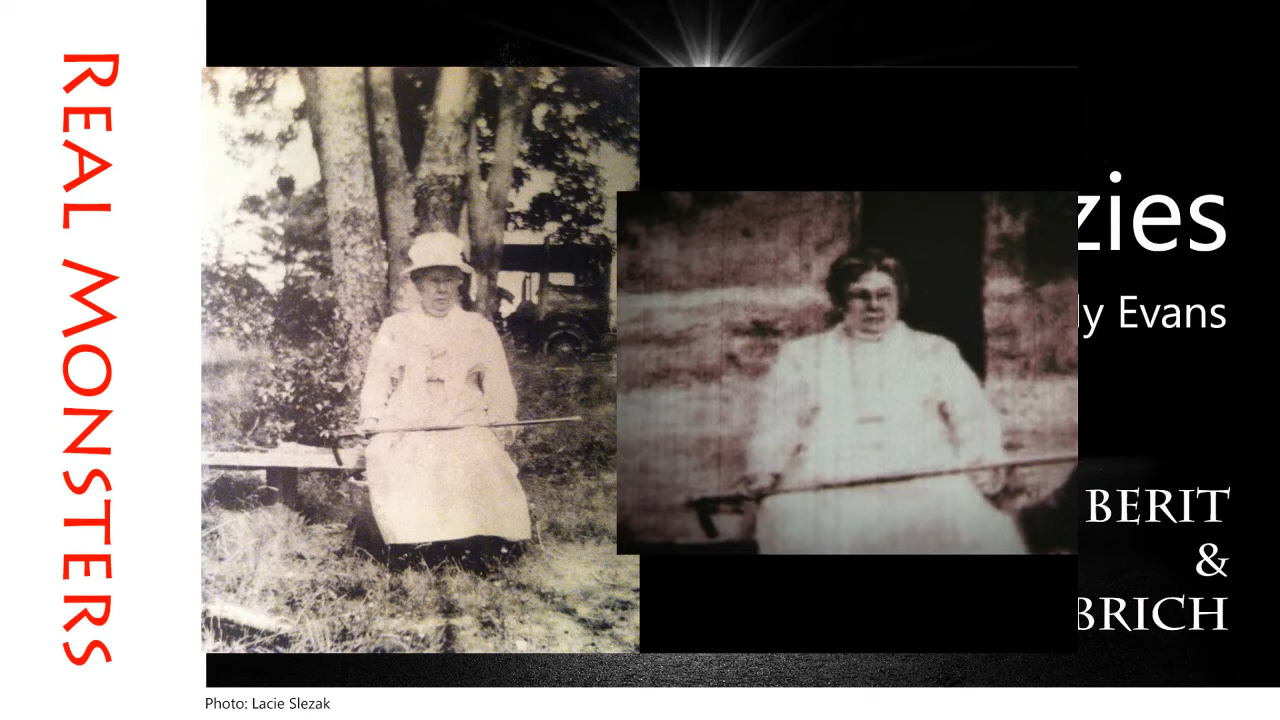 REAL MONSTERS
zies
y Evans
BERIT
&
BRICH
Photo: Lacie Slezak